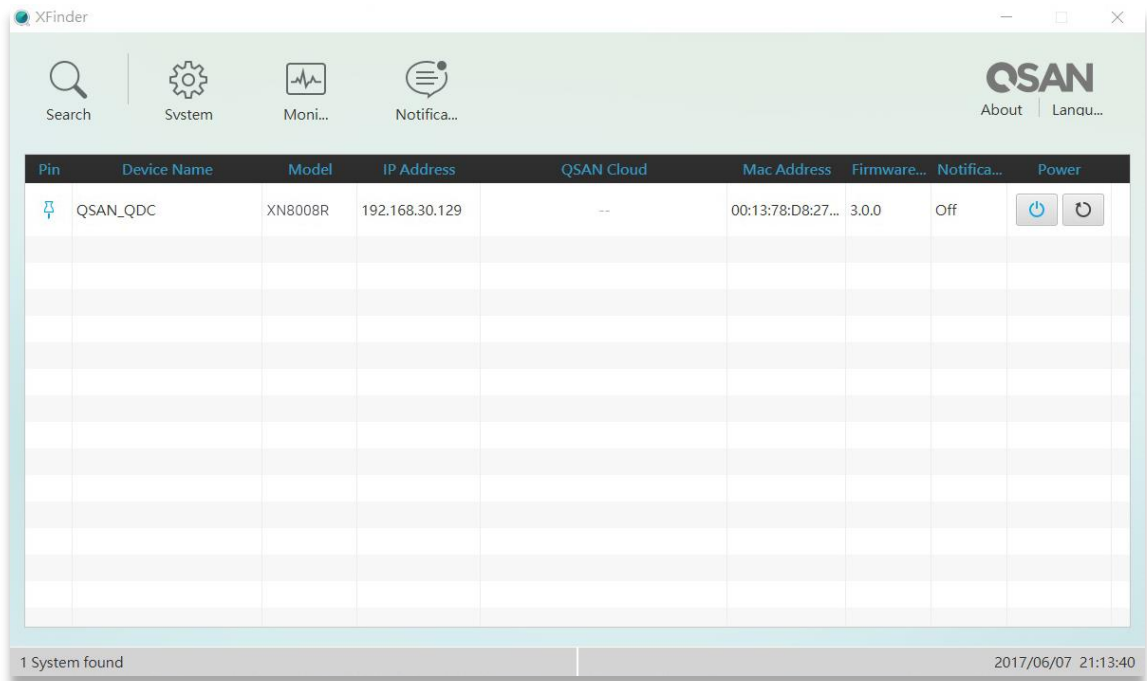 XFinder
Search System Moni... Notifica...
QSAN
About Langu...
Pin Device Name Model IP Address QSAN Cloud Mac Address Firmware... Notifica... Power
QSAN_QDC XN8008R 192.168.30.129 -- 00:13:78:D8:27... 3.0.0 Off
1 System found 2017/06/07 21:13:40